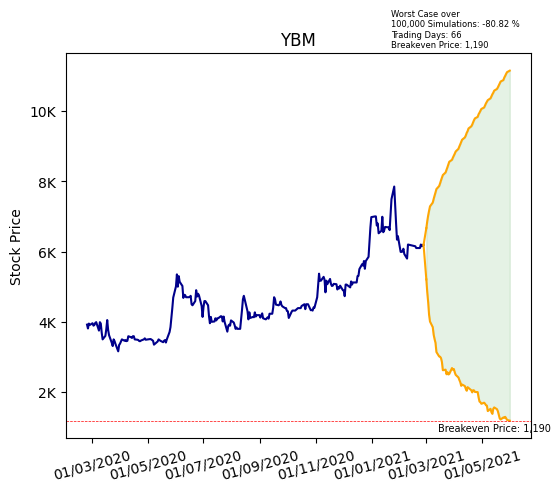 Worst Case over
100,000 Simulations: -80.82 %
Trading Days: 66
Breakeven Price: 1,190
YBM
Stock Price
10K
8K
6K
4K
2K
Breakeven Price: 1,190
01/03/2020
01/05/2020
01/07/2020
01/09/2020
01/11/2020
01/01/2021
01/03/2021
01/05/2021